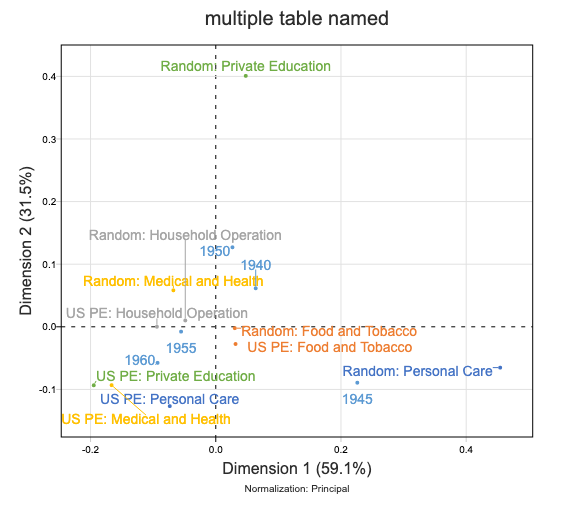 multiple table named
Random: Private Education
0.4
0.3
0.2
Random: Household Operation
1950
1940
0.1
Random: Medical and Health
US PE: Household Operation
0.0
Random: Food and Tobacco
US PE: Food and Tobacco
1955
1960
Random: Personal Care
US PE: Private Education
-0.1
US PE: Personal Care
1945
US PE: Medical and Health
-0.2
0.0
0.2
0.4
Dimension 2 (31.5%)
Dimension 1 (59.1%)
Normalization: Principal